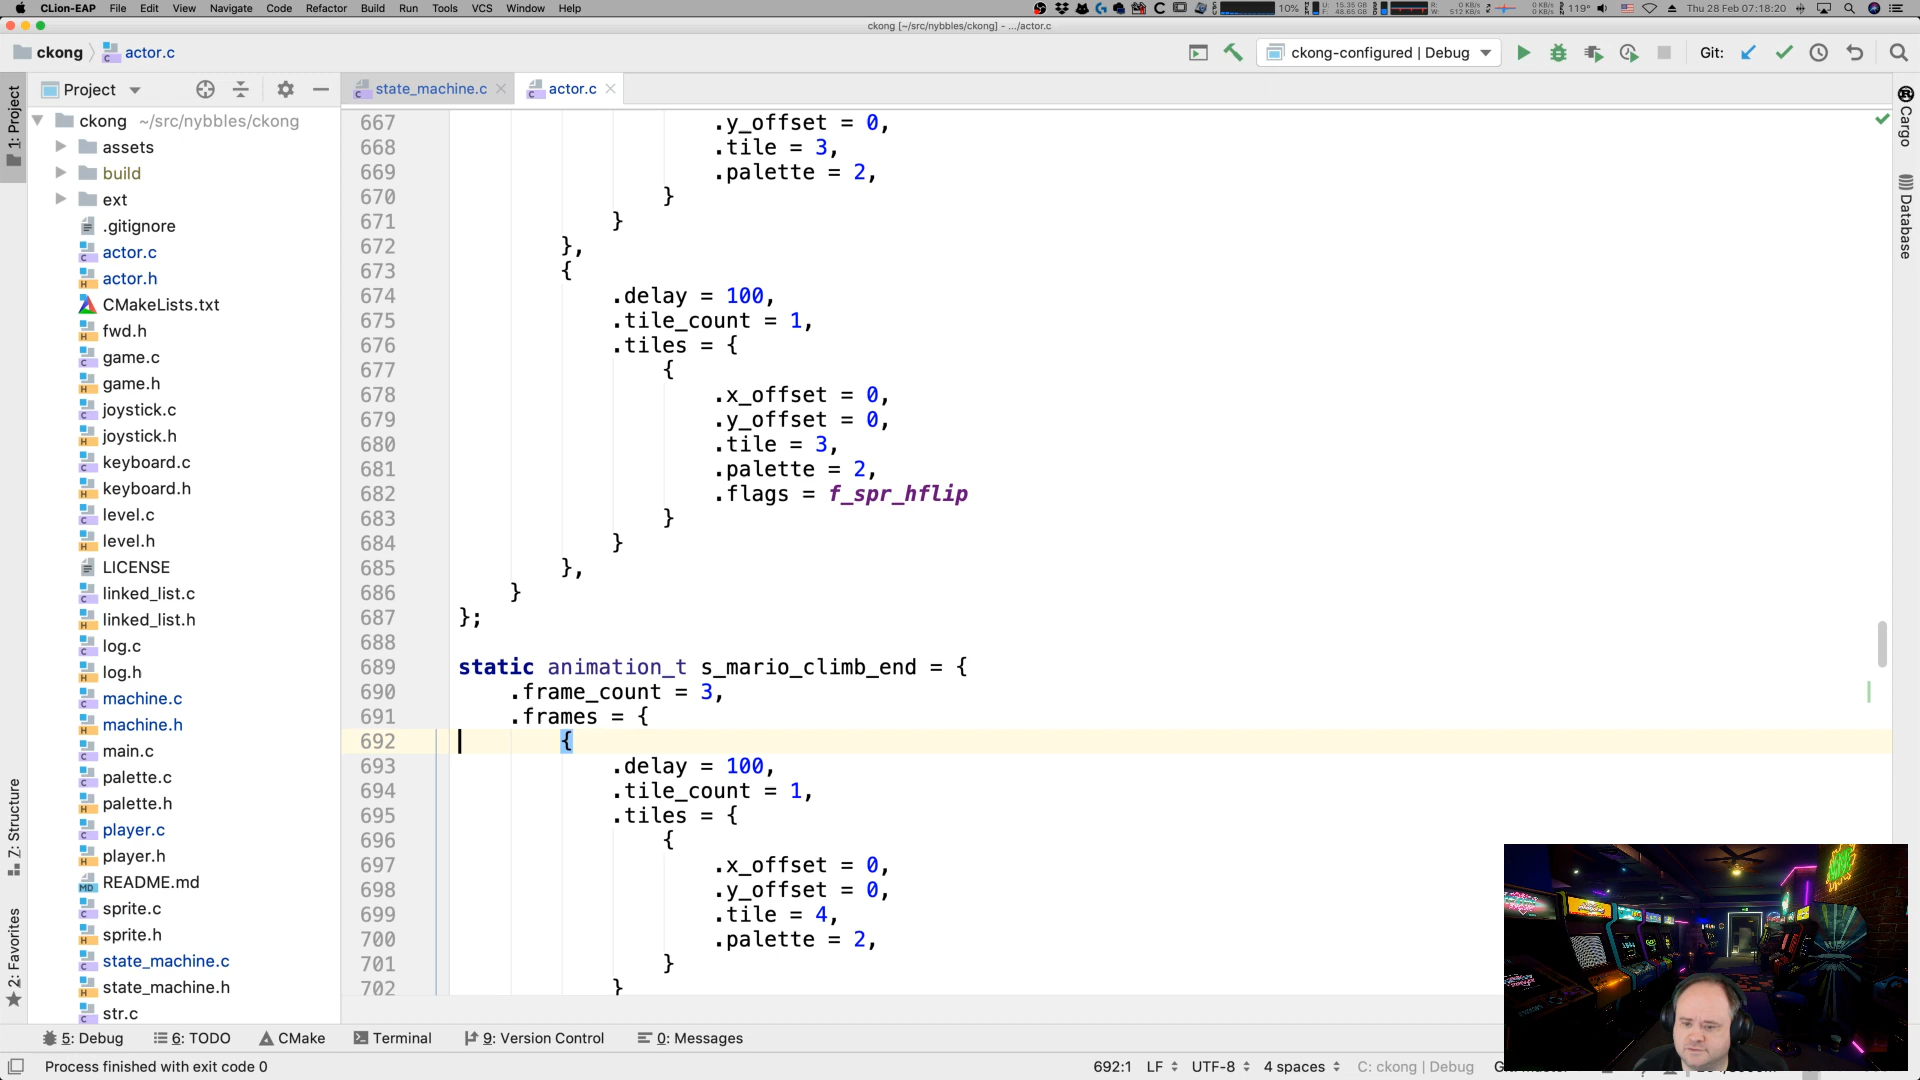 CLion-EAP File Edit View Navigate Code Refactor Build Run Tools VCS Window Help 10% 119° Thu 28 Feb 07:18:20
ckong [~/src/nybbles/ckong] - .../actor.c
ckong actor.c ckong-configured | Debug Git:
Project
state_machine.c
actor.c
1: Project
Z: Structure
2: Favorites
Cargo
Database
ckong ~/src/nybbles/ckong
assets
build
ext
.gitignore
actor.c
actor.h
CMakeLists.txt
fwd.h
game.c
game.h
joystick.c
joystick.h
keyboard.c
keyboard.h
level.c
level.h
LICENSE
linked_list.c
linked_list.h
log.c
log.h
machine.c
machine.h
main.c
palette.c
palette.h
player.c
player.h
README.md
sprite.c
sprite.h
state_machine.c
state_machine.h
str.c
667 .y_offset = 0,
668 .tile = 3,
669 .palette = 2,
670 }
671 }
672 },
673 {
674 .delay = 100,
675 .tile_count = 1,
676 .tiles = {
677 {
678 .x_offset = 0,
679 .y_offset = 0,
680 .tile = 3,
681 .palette = 2,
682 .flags = f_spr_hflip
683 }
684 }
685 },
686 }
687 };
688
689 static animation_t s_mario_climb_end = {
690 .frame_count = 3,
691 .frames = {
692 {
693 .delay = 100,
694 .tile_count = 1,
695 .tiles = {
696 {
697 .x_offset = 0,
698 .y_offset = 0,
699 .tile = 4,
700 .palette = 2,
701 }
702 }
5: Debug 6: TODO CMake Terminal 9: Version Control 0: Messages
Process finished with exit code 0 692:1 LF UTF-8 4 spaces C: ckong | Debug